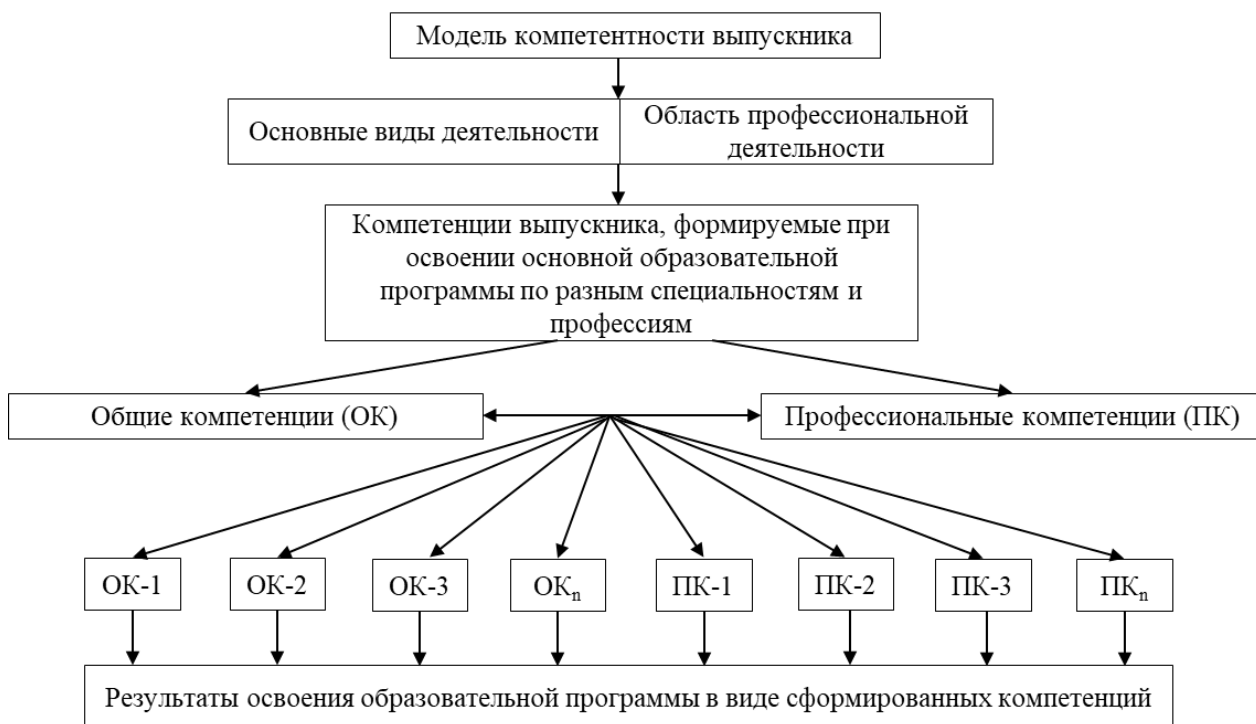 Модель компетентности выпускника
Основные виды деятельности
Область профессиональной
деятельности
Компетенции выпускника, формируемые при
освоении основной образовательной
программы по разным специальностям и
профессиям
Общие компетенции (ОК)
Профессиональные компетенции (ПК)
ОК-1
ОК-2
ОК-3
ОКn
ПК-1
ПК-2
ПК-3
ПКn
Результаты освоения образовательной программы в виде сформированных компетенций